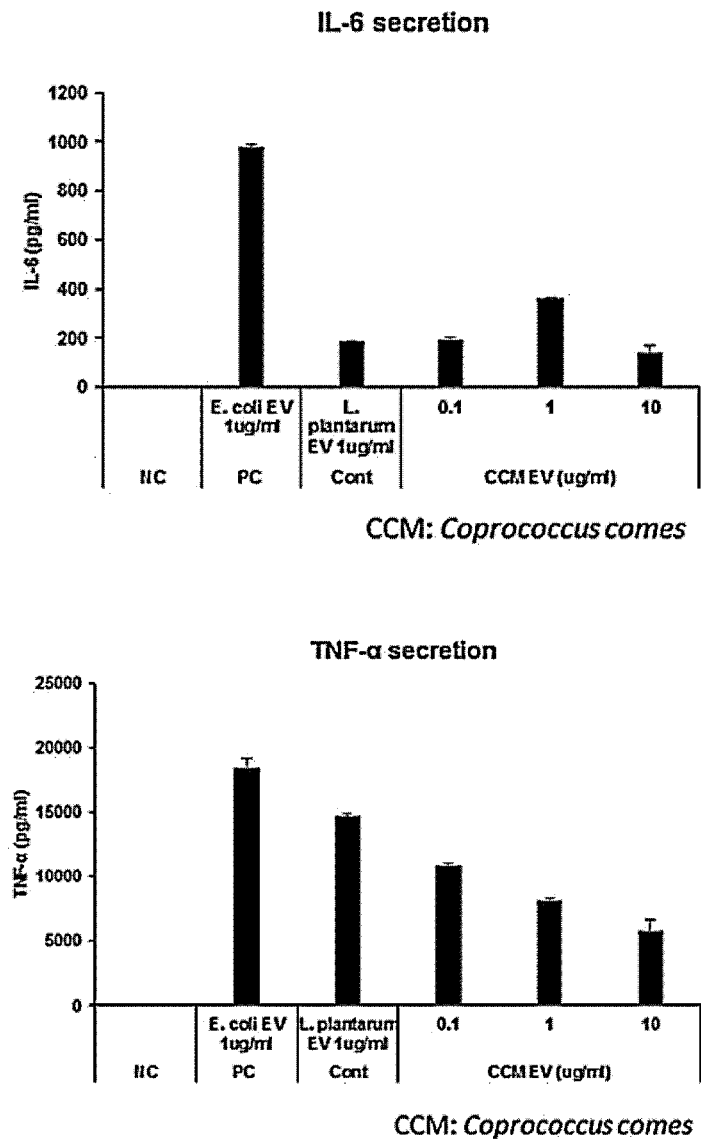 IL-6 secretion
1200
1000
800
600
400
200
0
IL-6 (pg/ml)
E. coli EV
1ug/ml
L.
plantarum
EV 1ug/ml
0.1
1
10
NC
PC
Cont
CCM EV (ug/ml)
CCM: Coprococcus comes
TNF-α secretion
25000
20000
15000
10000
5000
0
TNF-α (pg/ml)
E. coli EV
1ug/ml
L. plantarum
EV 1ug/ml
0.1
1
10
NC
PC
Cont
CCM EV (ug/ml)
CCM: Coprococcus comes